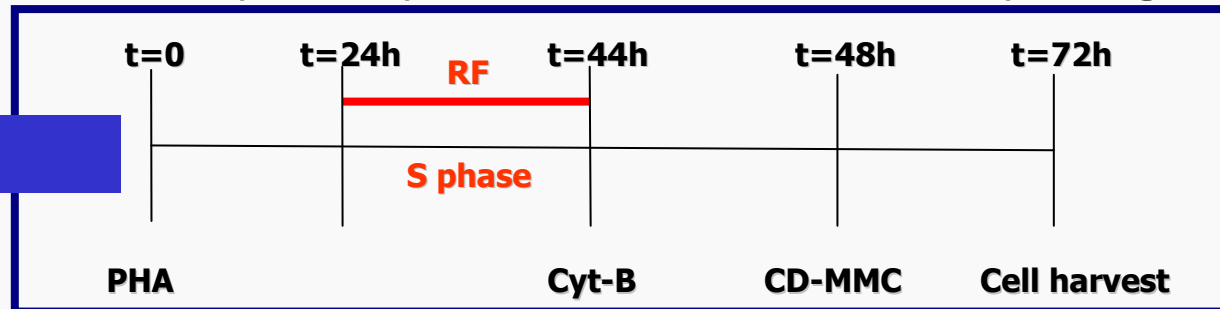 t=0 t=24h t=44h t=48h t=72h
RF
S phase
PHA Cyt-B CD-MMC Cell harvest